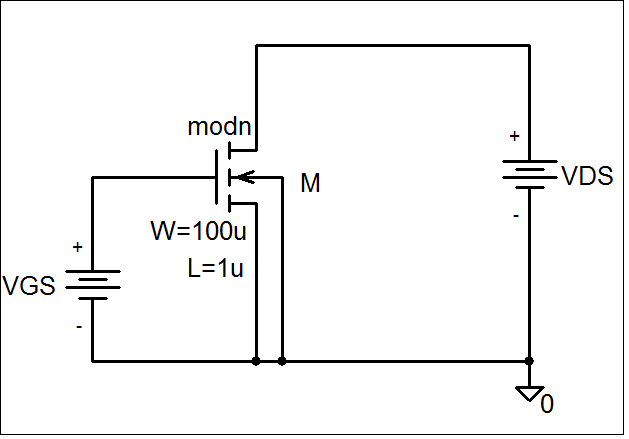 modn
+
VDS
M
-
W=100u
+
L=1u
VGS
-
0